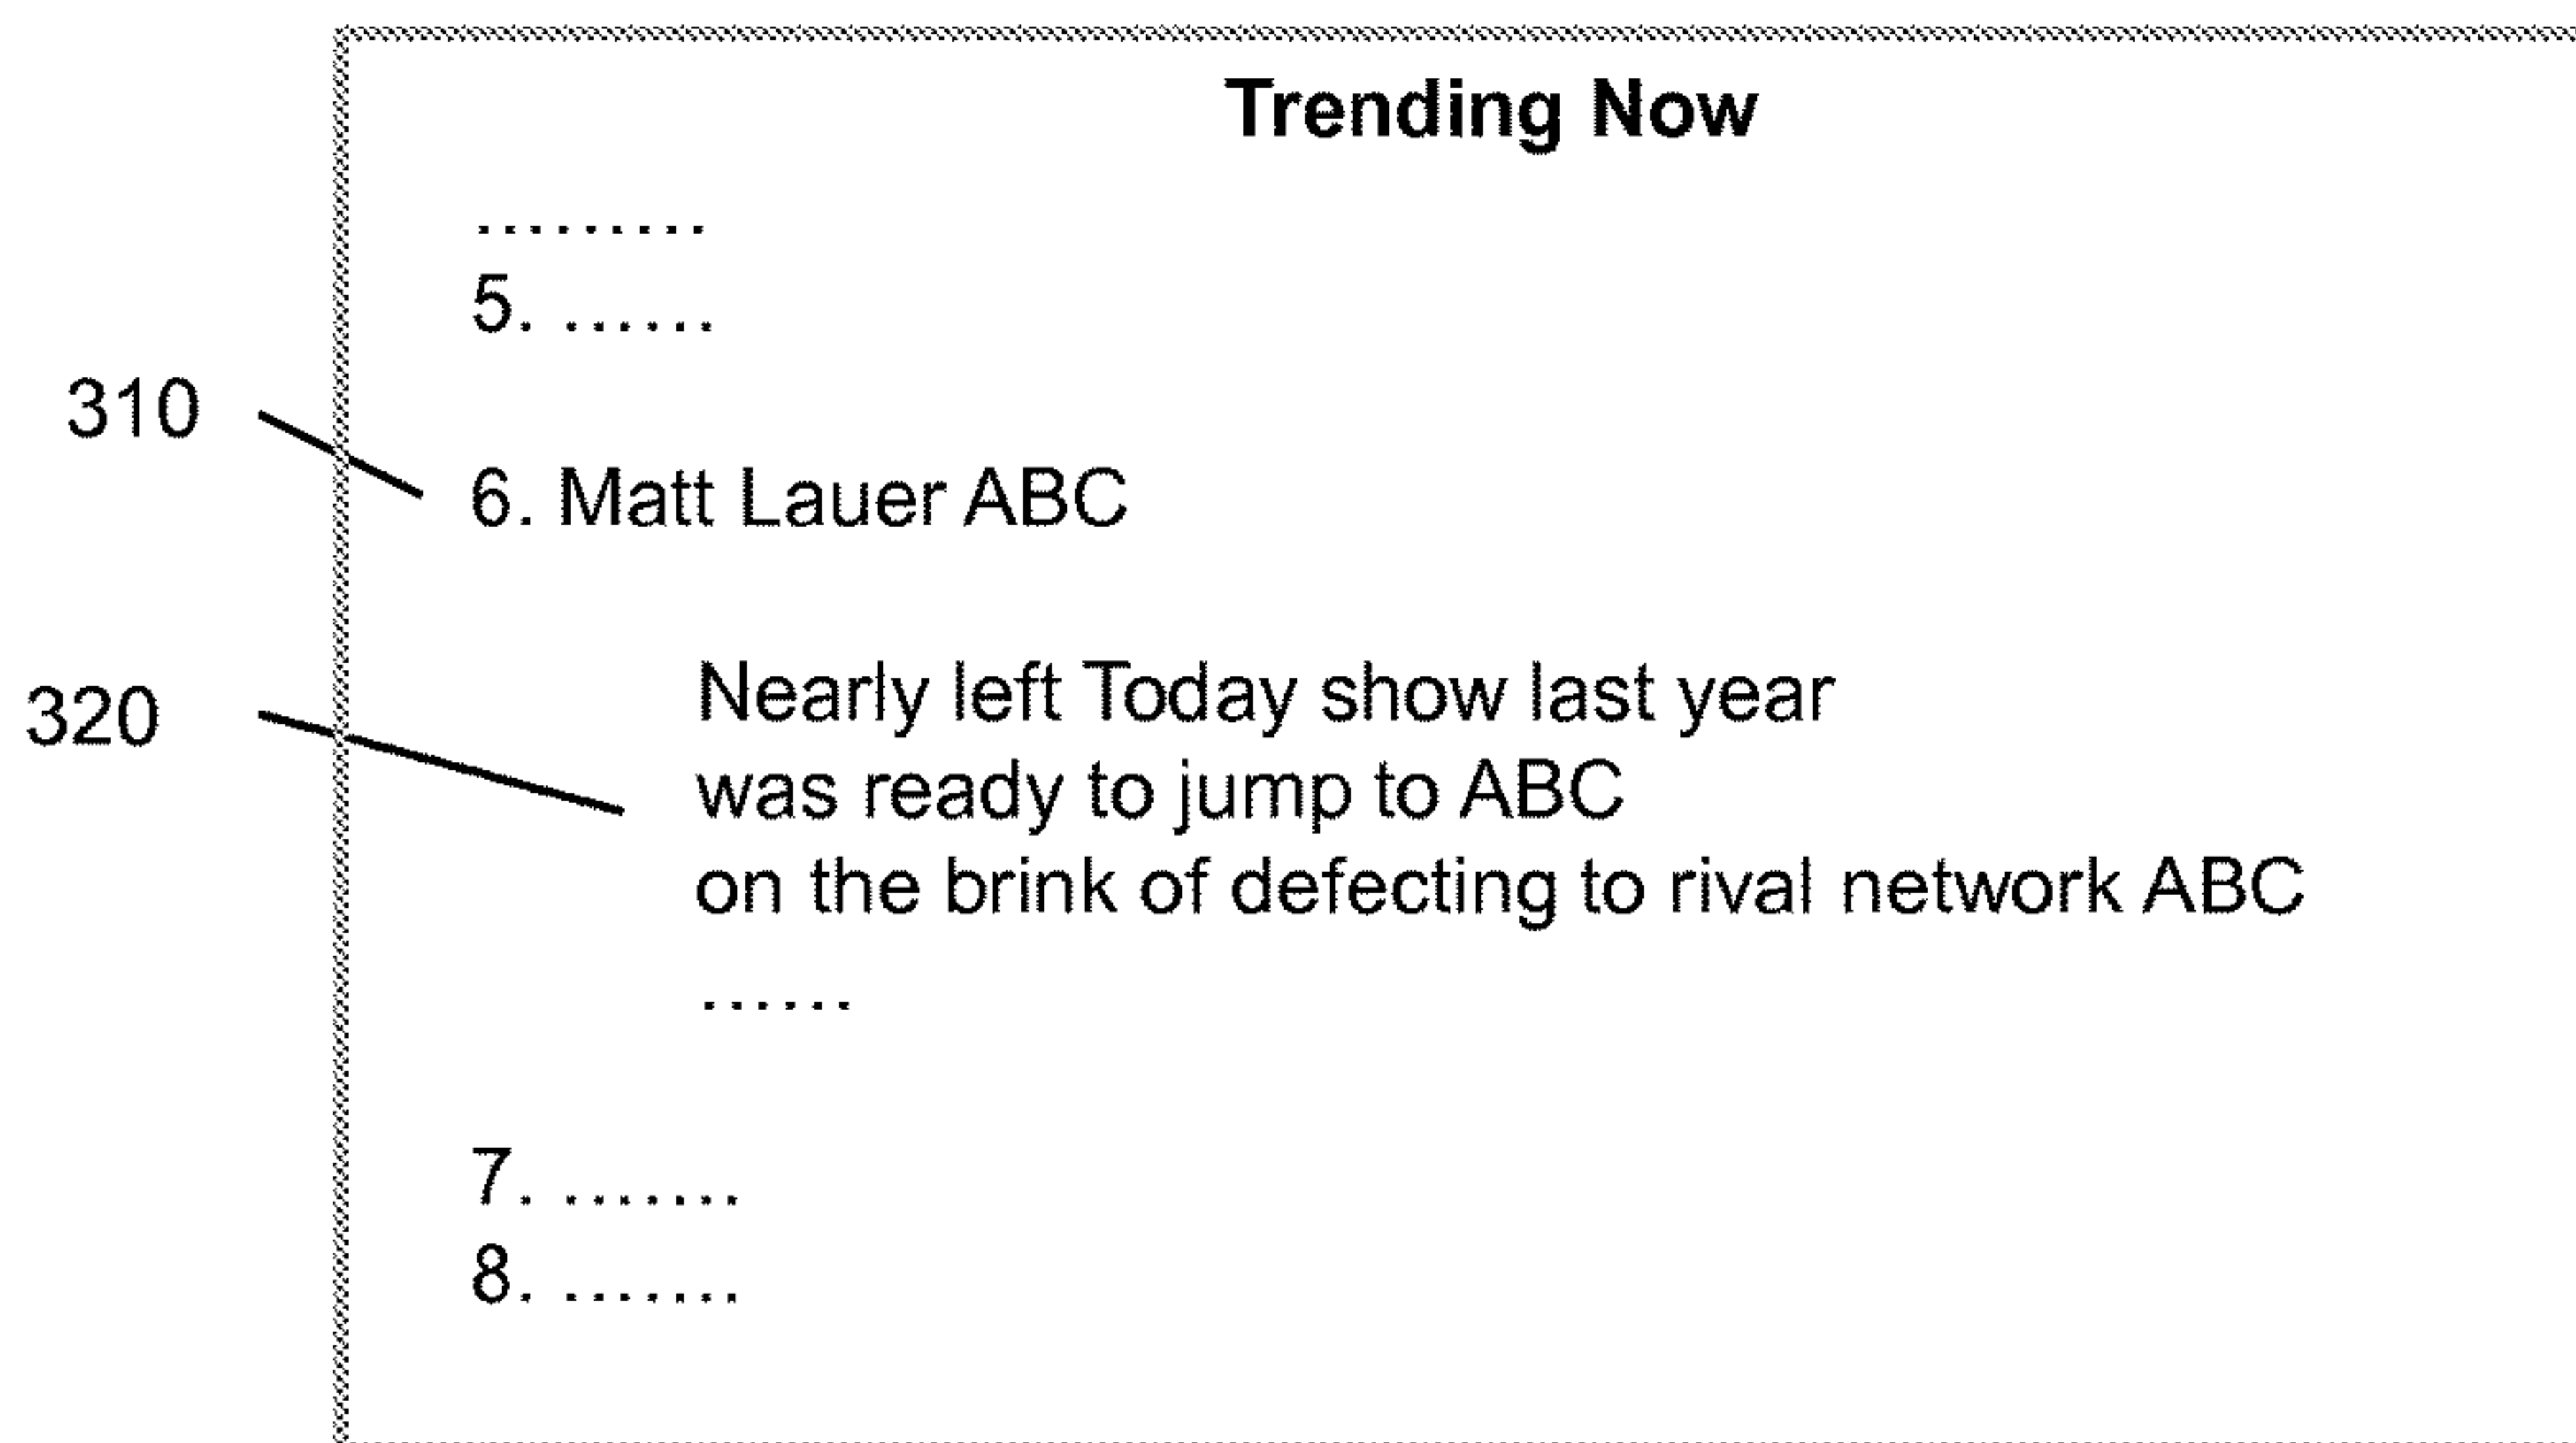 Trending Now
.........
5. ......
310
6. Matt Lauer ABC
320
Nearly left Today show last year
was ready to jump to ABC
on the brink of defecting to rival network ABC
......
7. .......
8. .......